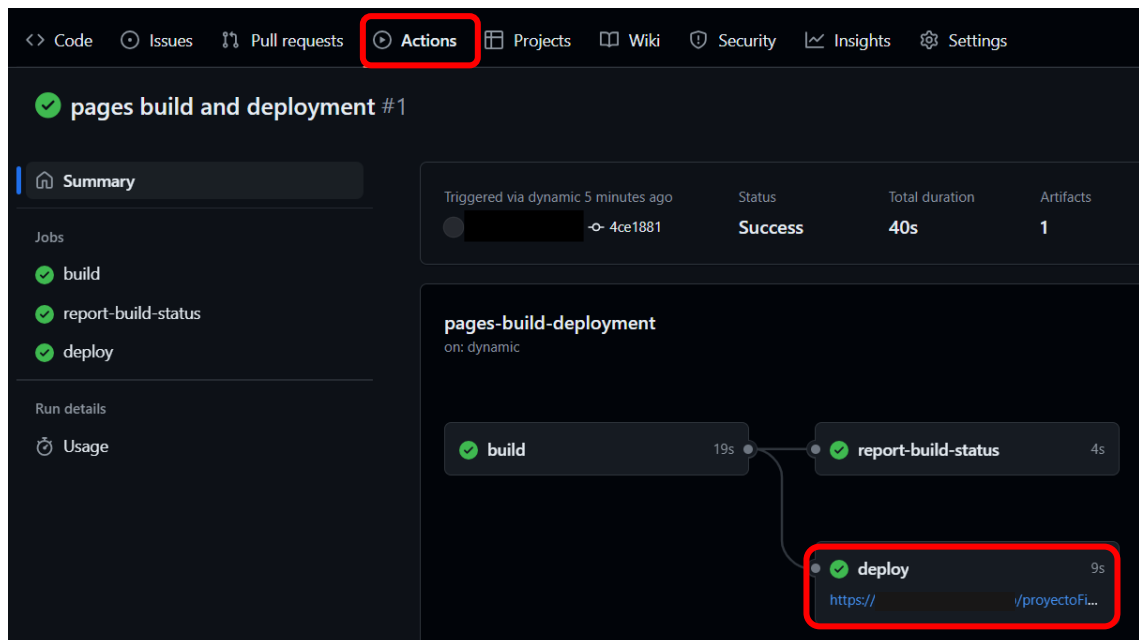 Code Issues Pull requests Actions Projects Wiki Security Insights Settings
pages build and deployment #1
Summary
Jobs
build
report-build-status
deploy
Run details
Usage
Triggered via dynamic 5 minutes ago
4ce1881
Status
Success
Total duration
40s
Artifacts
1
pages-build-deployment
on: dynamic
build 19s
report-build-status 4s
deploy 9s
https:// /proyectoFi...